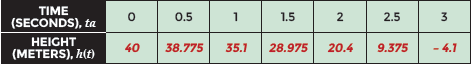 TIME (SECONDS), ta 0 0.5 1 1.5 2 2.5 3
HEIGHT (METERS), h(t) 40 38.775 35.1 28.975 20.4 9.375 – 4.1